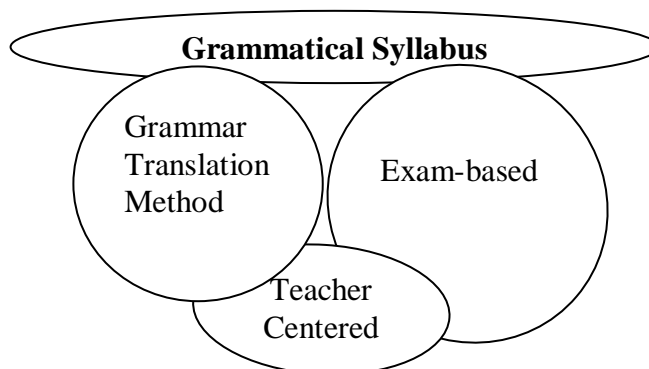 Grammatical Syllabus
Grammar
Translation
Method
Exam-based
Teacher
Centered